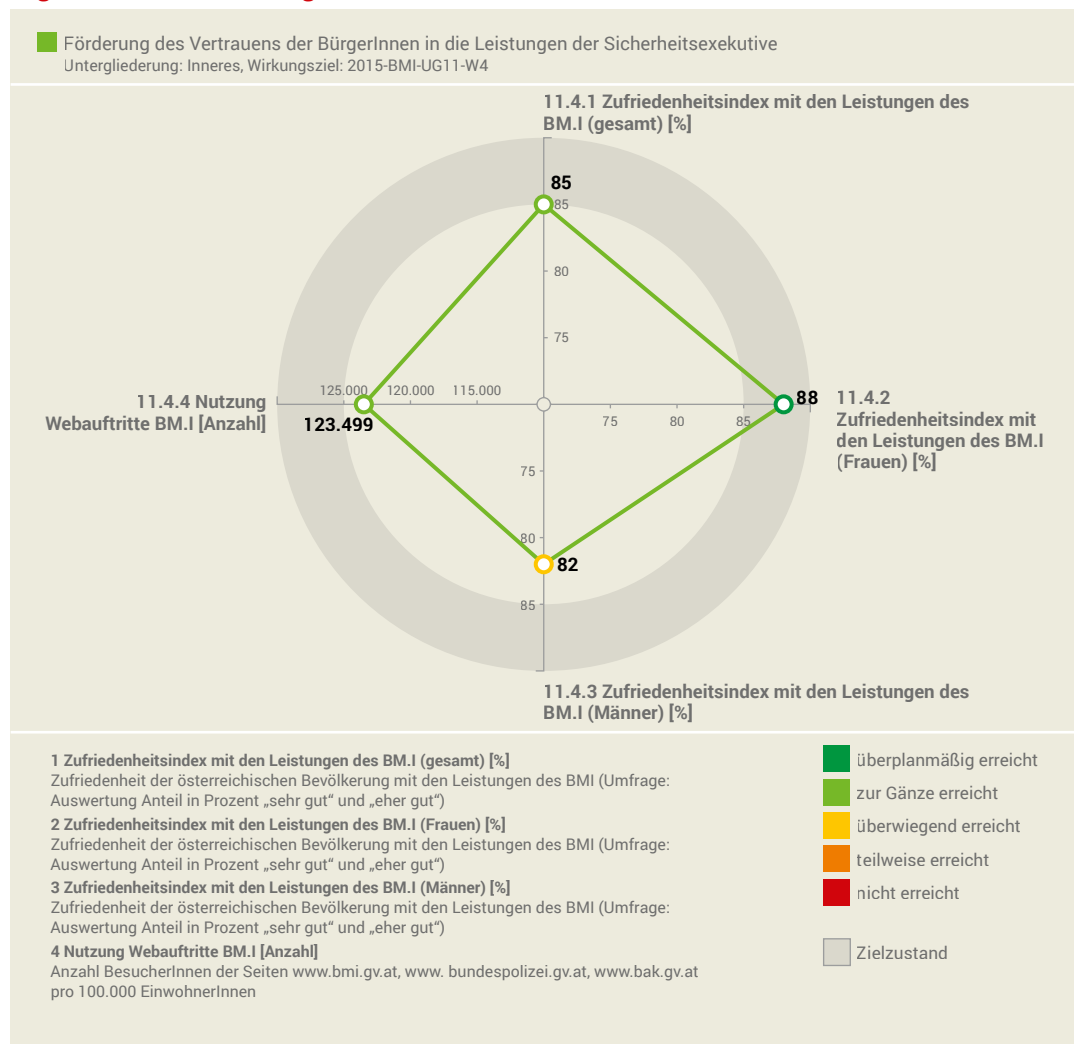 Förderung des Vertrauens der BürgerInnen in die Leistungen der Sicherheitsexekutive
Untergliederung: Inneres, Wirkungsziel: 2015-BMI-UG11-W4
11.4.1 Zufriedenheitsindex mit den Leistungen des
BM.I (gesamt) [%]
85
85
80
75
125.000 120.000 115.000
11.4.4 Nutzung
Webauftritte BM.I [Anzahl]
123.499
75 80 85
88
11.4.2
Zufriedenheitsindex mit
den Leistungen des BM.I
(Frauen) [%]
75
80
82
85
11.4.3 Zufriedenheitsindex mit den Leistungen des
BM.I (Männer) [%]
1 Zufriedenheitsindex mit den Leistungen des BM.I (gesamt) [%]
Zufriedenheit der österreichischen Bevölkerung mit den Leistungen des BMI (Umfrage:
Auswertung Anteil in Prozent „sehr gut“ und „eher gut“)
2 Zufriedenheitsindex mit den Leistungen des BM.I (Frauen) [%]
Zufriedenheit der österreichischen Bevölkerung mit den Leistungen des BMI (Umfrage:
Auswertung Anteil in Prozent „sehr gut“ und „eher gut“)
3 Zufriedenheitsindex mit den Leistungen des BM.I (Männer) [%]
Zufriedenheit der österreichischen Bevölkerung mit den Leistungen des BMI (Umfrage:
Auswertung Anteil in Prozent „sehr gut“ und „eher gut“)
4 Nutzung Webauftritte BM.I [Anzahl]
Anzahl BesucherInnen der Seiten www.bmi.gv.at, www. bundespolizei.gv.at, www.bak.gv.at
pro 100.000 EinwohnerInnen
überplanmäßig erreicht
zur Gänze erreicht
überwiegend erreicht
teilweise erreicht
nicht erreicht
Zielzustand